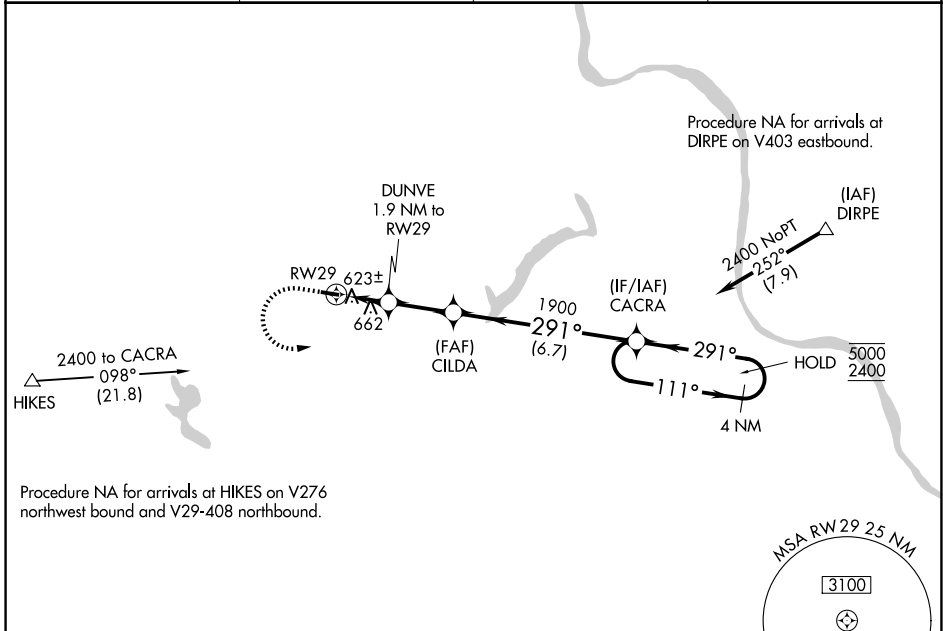 Procedure NA for arrivals at
DIRPE on V403 eastbound.
(IAF)
DIRPE
2400 NoPT
252°
(7.9)
DUNVE
1.9 NM to
RW29
RW29
623±
662
(FAF)
CILDA
1900
291°
(6.7)
(IF/IAF)
CACRA
291°
111°
HOLD
5000
2400
4 NM
2400 to CACRA
098°
(21.8)
HIKES
Procedure NA for arrivals at HIKES on V276
northwest bound and V29-408 northbound.
MSA RW29 25 NM
3100